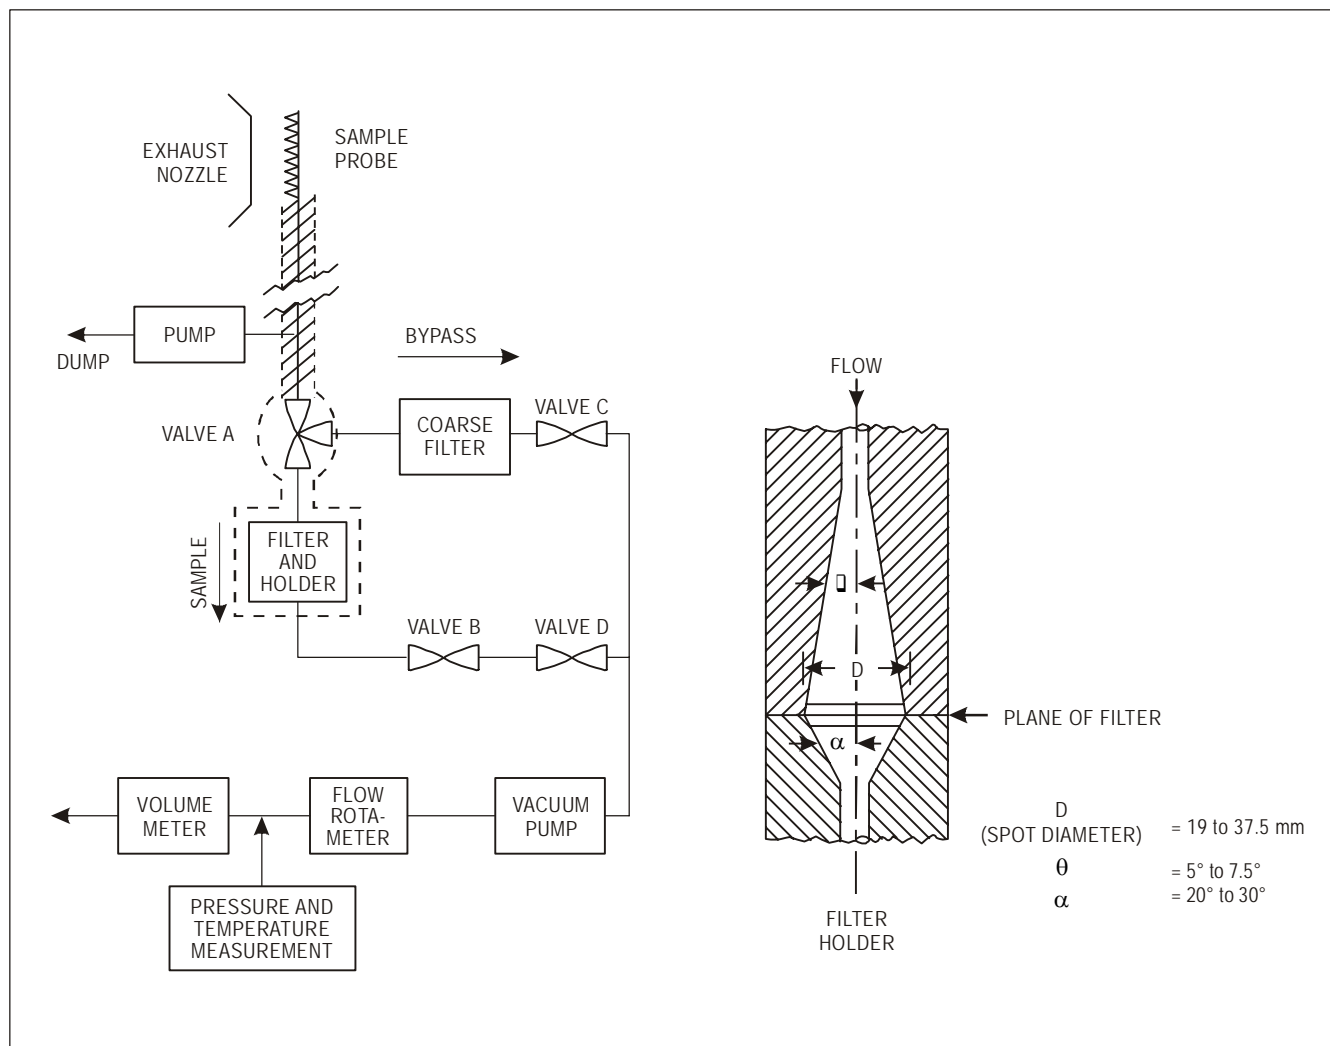 EXHAUST
NOZZLE
SAMPLE
PROBE
PUMP
DUMP
BYPASS
VALVE A
COARSE
FILTER
VALVE C
SAMPLE
FILTER
AND
HOLDER
VALVE B
VALVE D
VOLUME
METER
FLOW
ROTA-
METER
VACUUM
PUMP
PRESSURE AND
TEMPERATURE
MEASUREMENT
FLOW
D
α
PLANE OF FILTER
FILTER
HOLDER
D
(SPOT DIAMETER)
= 19 to 37.5 mm
θ
= 5° to 7.5°
α
= 20° to 30°